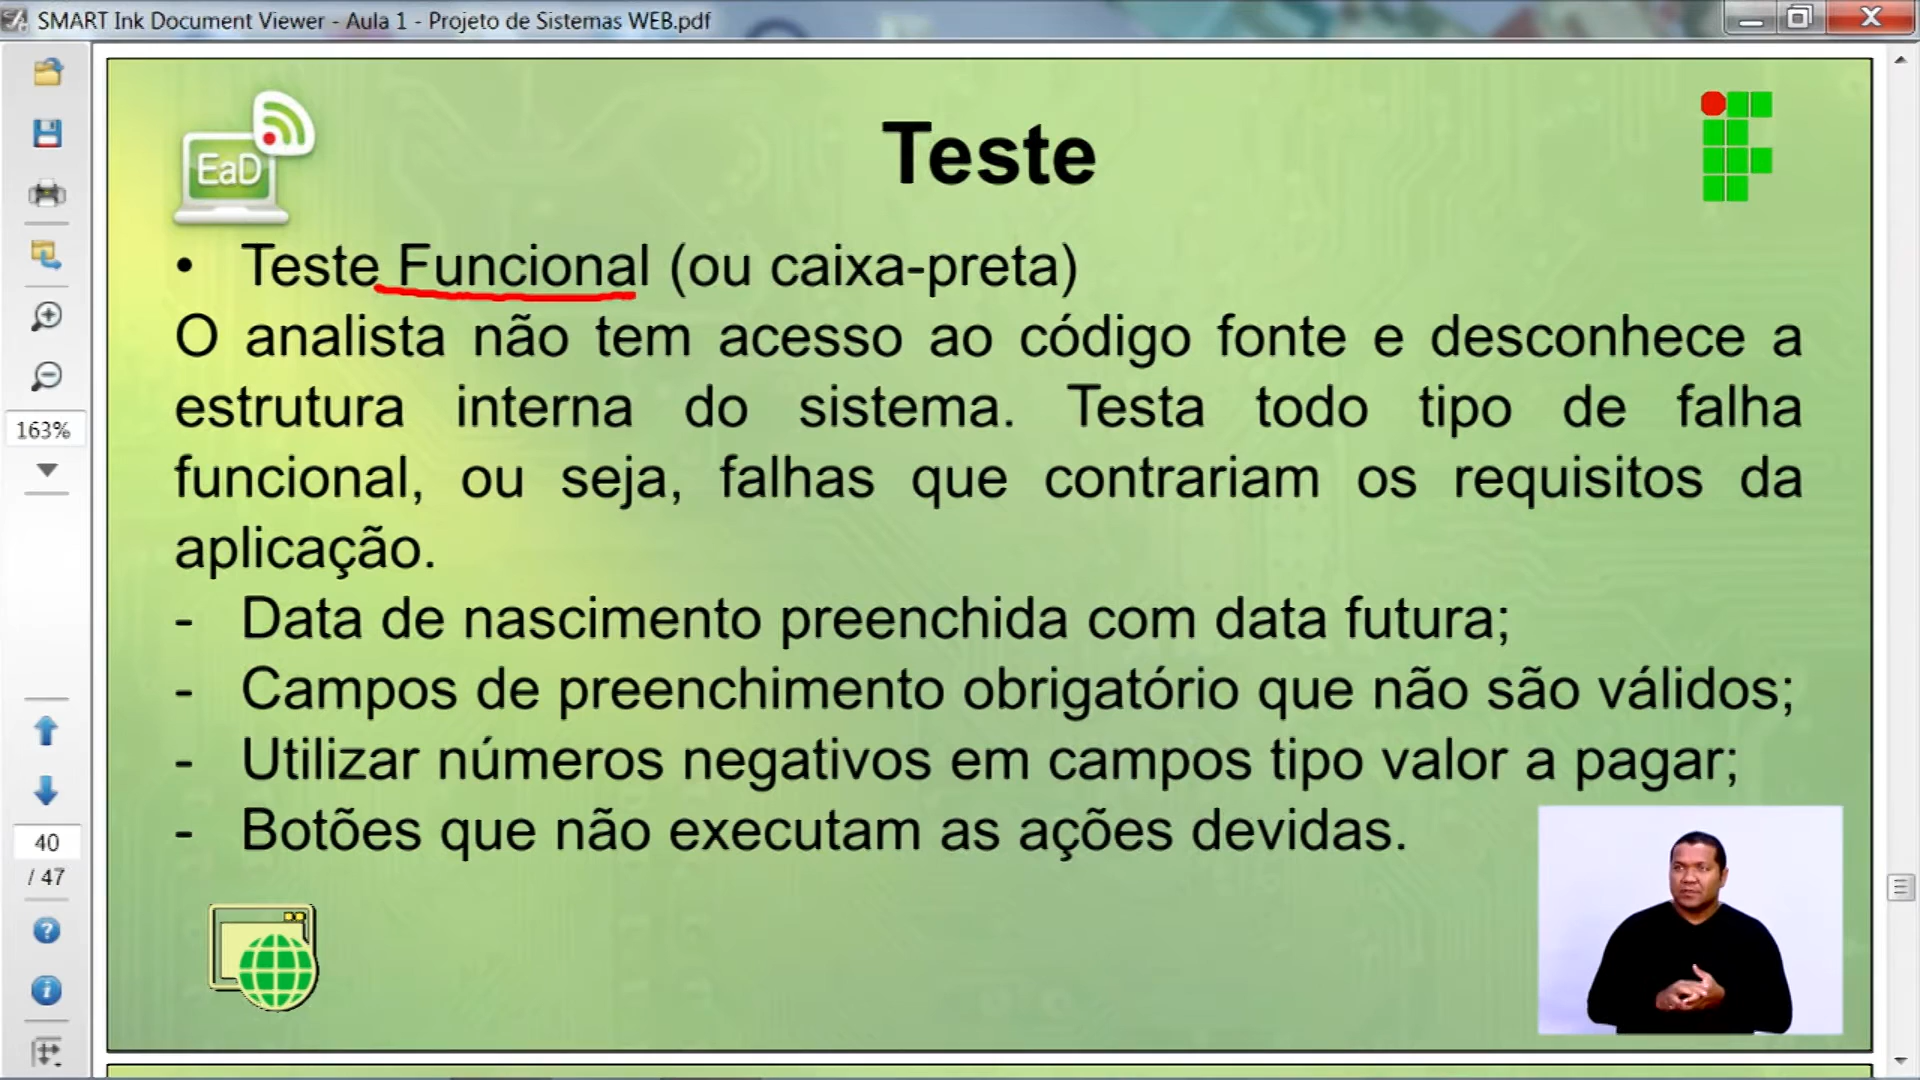 SMART Ink Document Viewer - Aula 1 - Projeto de Sistemas WEB.pdf
EaD
Teste
• Teste Funcional (ou caixa-preta)
O analista não tem acesso ao código fonte e desconhece a
estrutura interna do sistema. Testa todo tipo de falha
funcional, ou seja, falhas que contrariam os requisitos da
aplicação.
- Data de nascimento preenchida com data futura;
- Campos de preenchimento obrigatório que não são válidos;
- Utilizar números negativos em campos tipo valor a pagar;
- Botões que não executam as ações devidas.
163%
40
/ 47